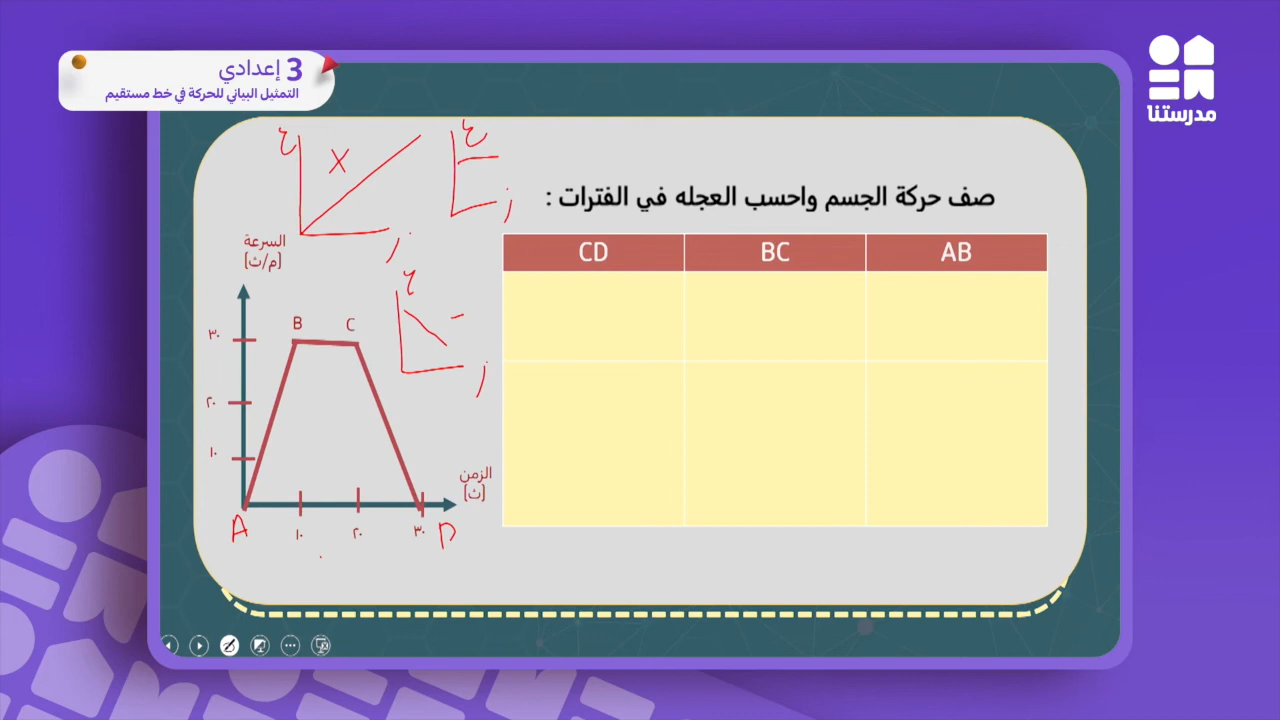 3 إعدادي
التمثيل البياني للحركة في خط مستقيم
مدرستنا
صف حركة الجسم واحسب العجله في الفترات :
AB
BC
CD
ع
X
ز
ع
ز
ع
ز
السرعة
(م/ث)
B
C
٣٠
٢٠
١٠
الزمن
(ث)
A
١٠
٢٠
٣٠
D